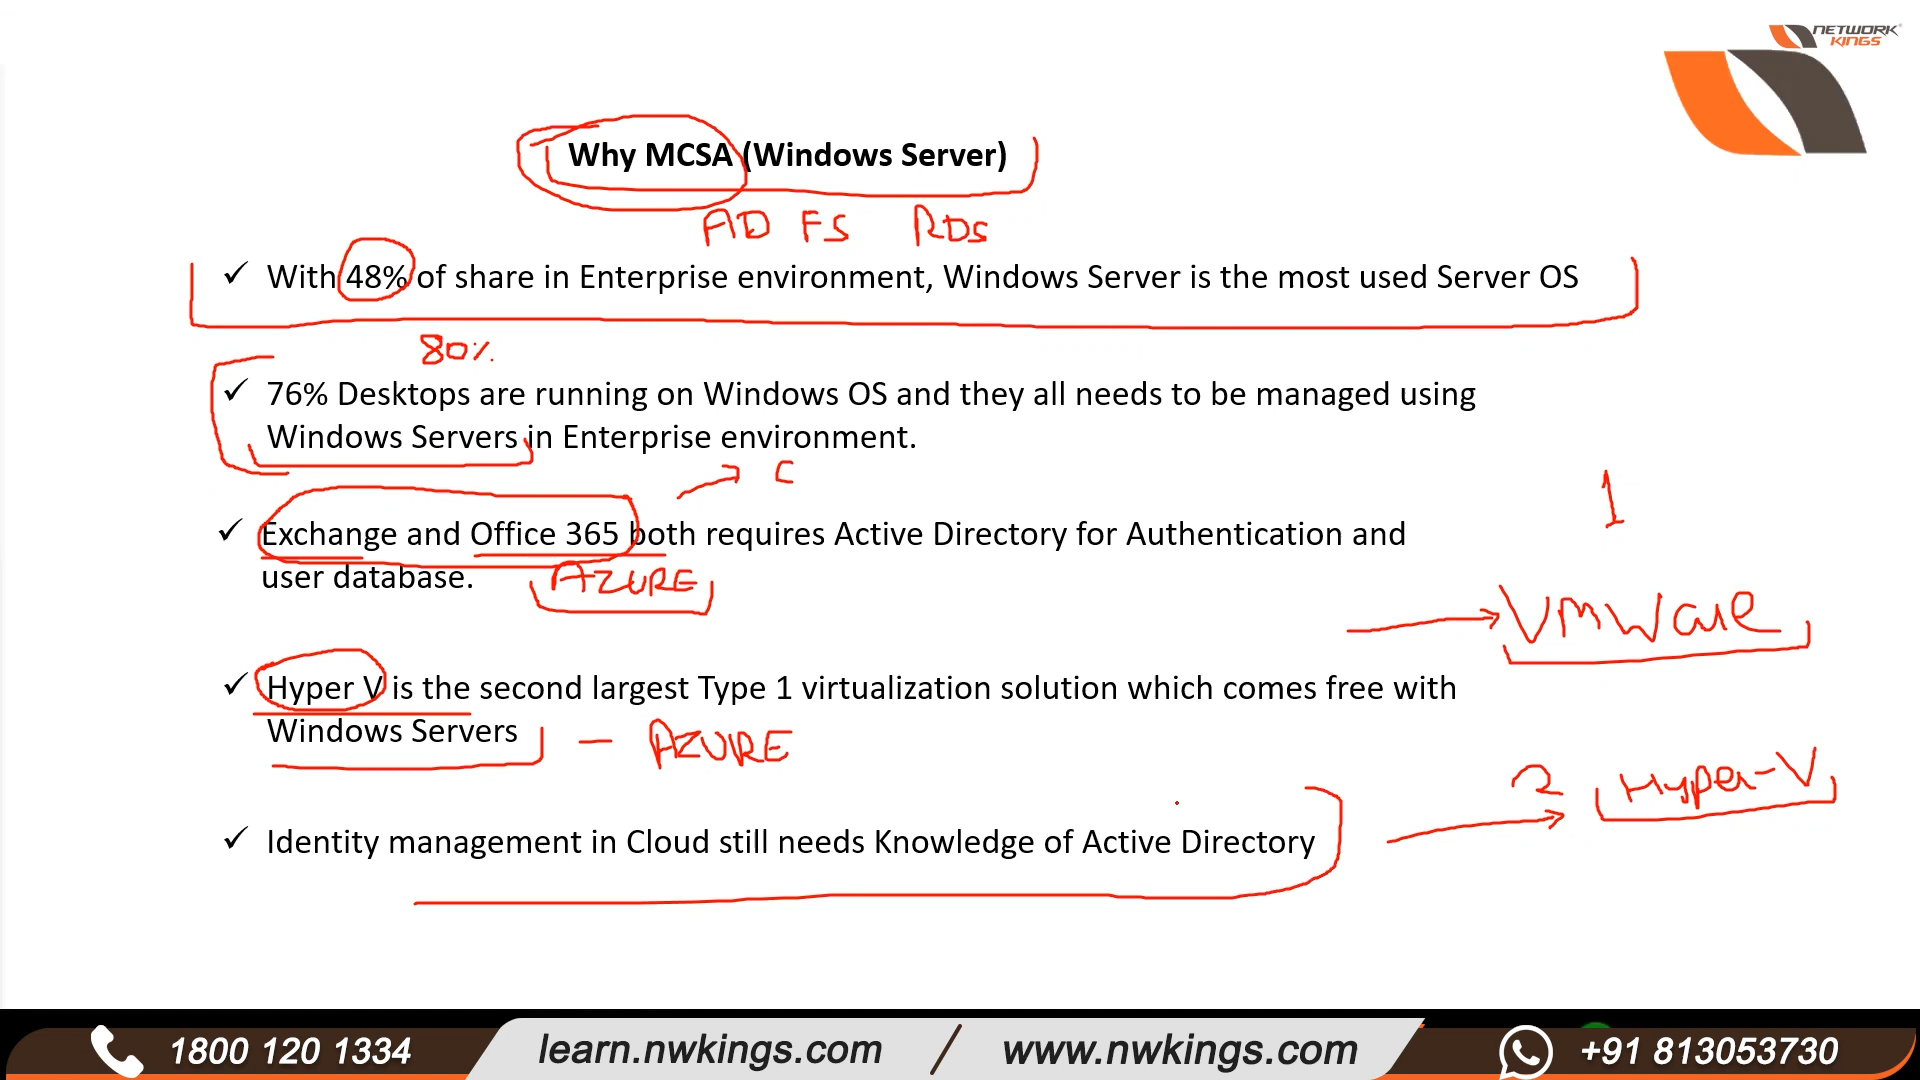 NETWORK
KINGS
Why MCSA (Windows Server)
AD FS RDS
✓ With 48% of share in Enterprise environment, Windows Server is the most used Server OS
80%
✓ 76% Desktops are running on Windows OS and they all needs to be managed using
Windows Servers in Enterprise environment.
C
1
✓ Exchange and Office 365 both requires Active Directory for Authentication and
user database.
AZURE
VMWare
✓ Hyper V is the second largest Type 1 virtualization solution which comes free with
Windows Servers
- AZURE
2 Hyper-V
✓ Identity management in Cloud still needs Knowledge of Active Directory
1800 120 1334 learn.nwkings.com / www.nwkings.com +91 813053730